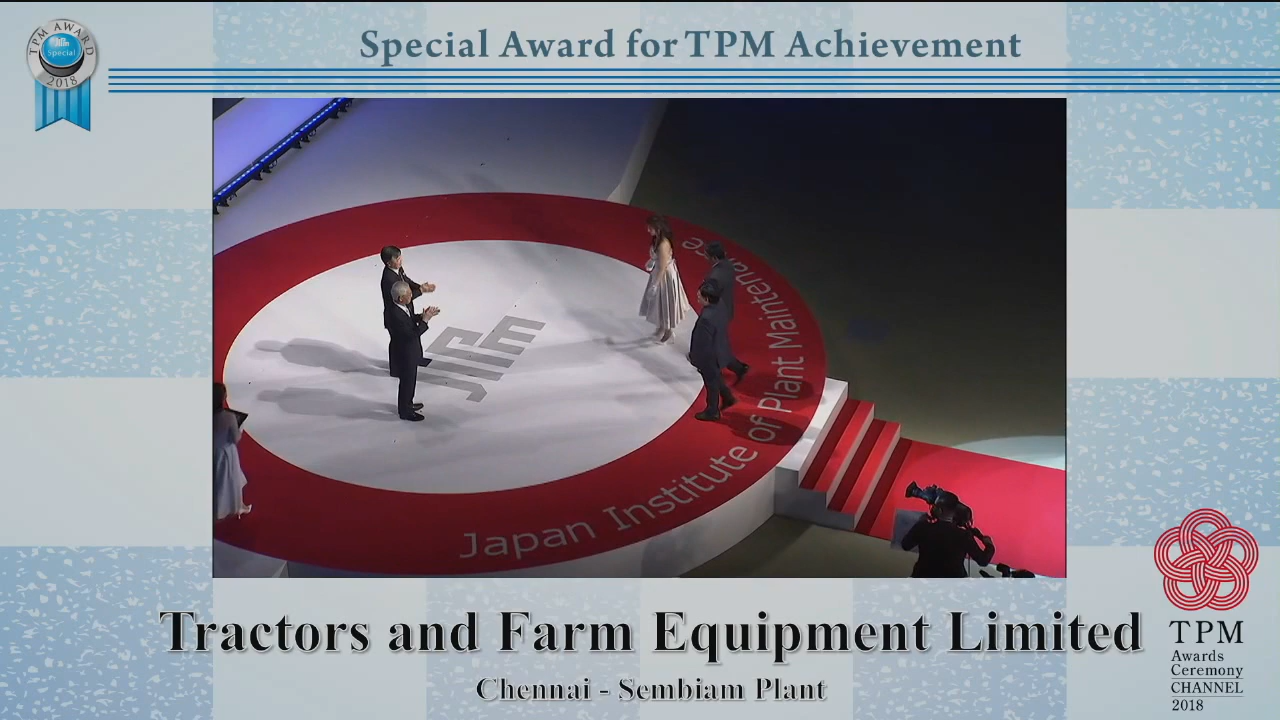 TPM AWARD
Special
2018
Special Award for TPM Achievement
JIPM
Japan Institute of Plant Maintenance
Tractors and Farm Equipment Limited
Chennai - Sembiam Plant
TPM
Awards
Ceremony
CHANNEL
2018